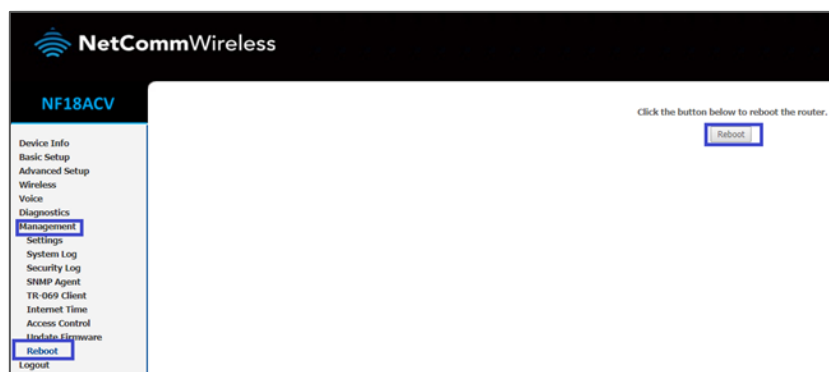 NetCommWireless
NF18ACV
Click the button below to reboot the router.
Reboot
Device Info
Basic Setup
Advanced Setup
Wireless
Voice
Diagnostics
Management
Settings
System Log
Security Log
SNMP Agent
TR-069 Client
Internet Time
Access Control
Update Firmware
Reboot
Logout